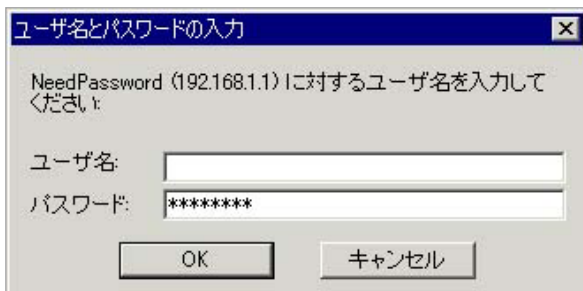 ユーザ名とパスワードの入力
NeedPassword (192.168.1.1) に対するユーザ名を入力して
ください:
ユーザ名:
パスワード: ********
OK キャンセル